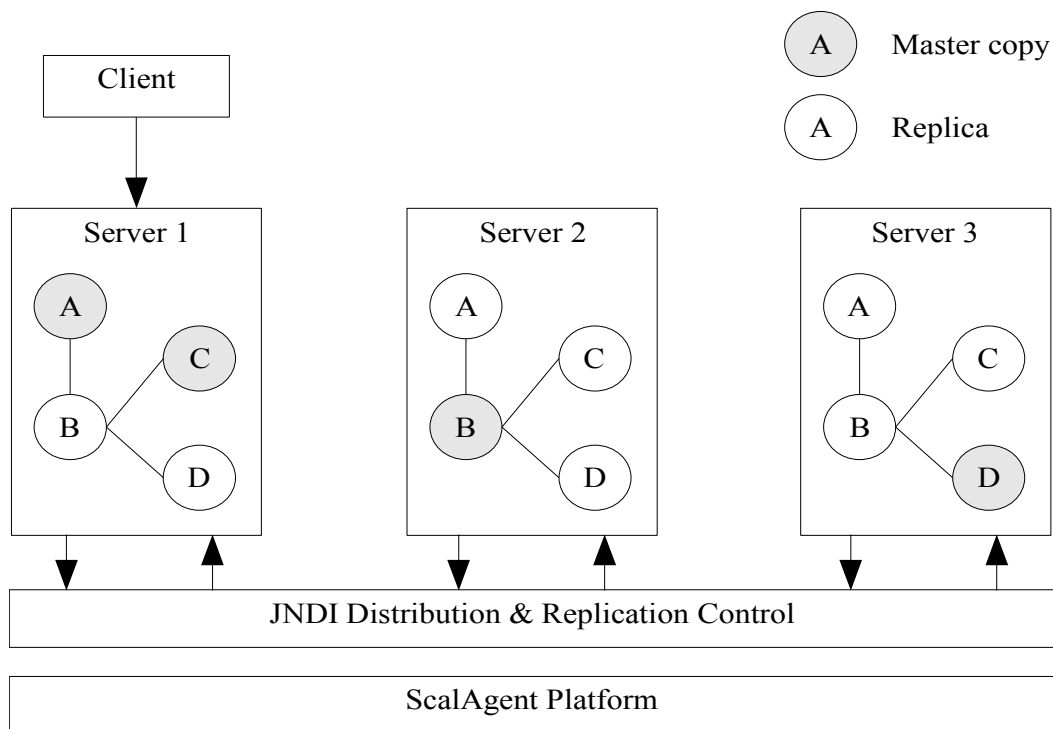 A Master copy
Client
A Replica
Server 1
Server 2
Server 3
A
C
B
D
A
C
B
D
A
C
B
D
JNDI Distribution & Replication Control
ScalAgent Platform